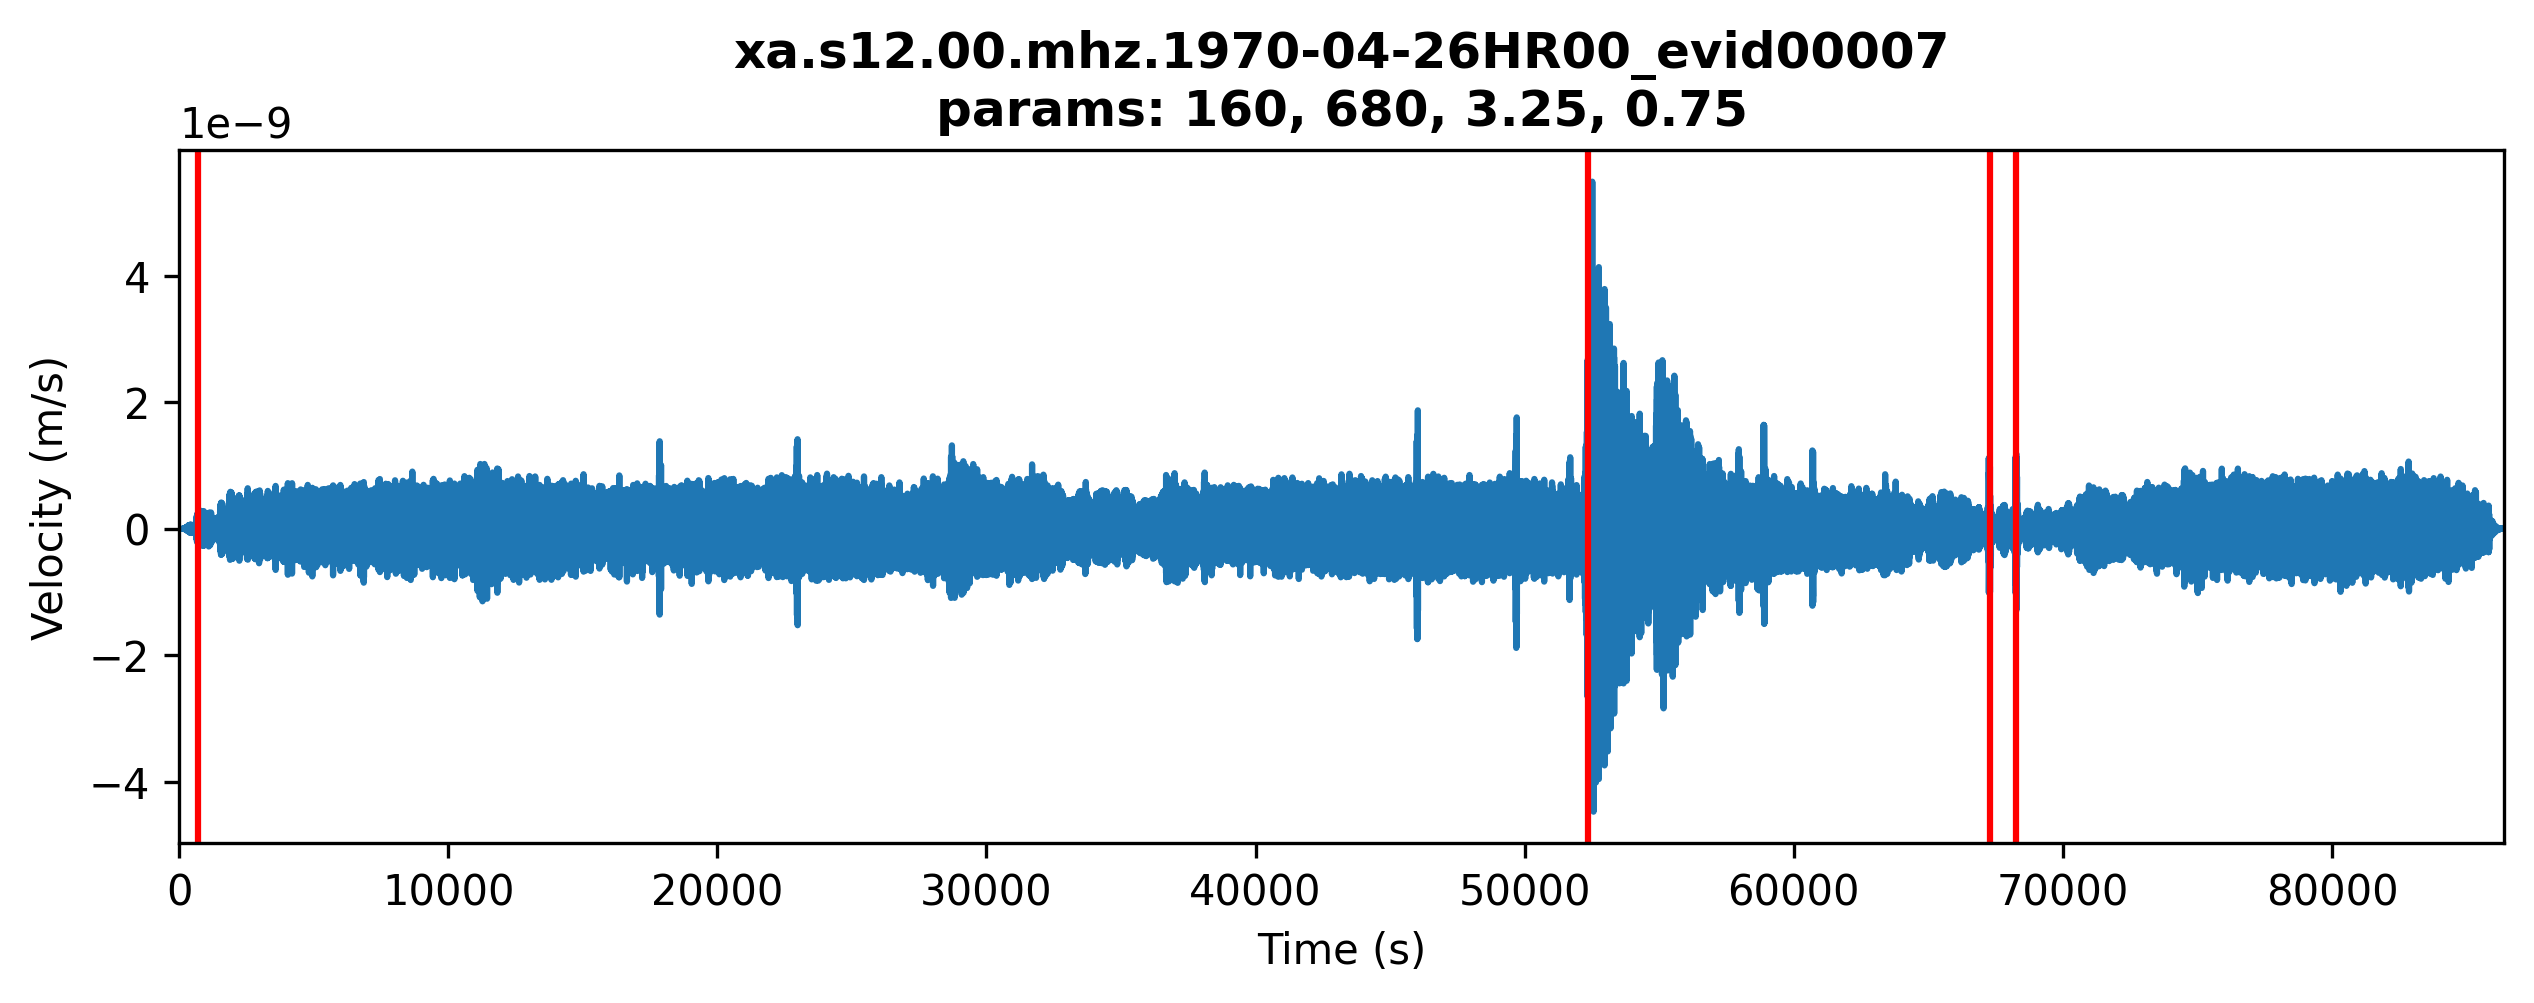 xa.s12.00.mhz.1970-04-26HR00_evid00007
params: 160, 680, 3.25, 0.75
1e−9
Velocity (m/s)
4
2
0
−2
−4
0 10000 20000 30000 40000 50000 60000 70000 80000
Time (s)